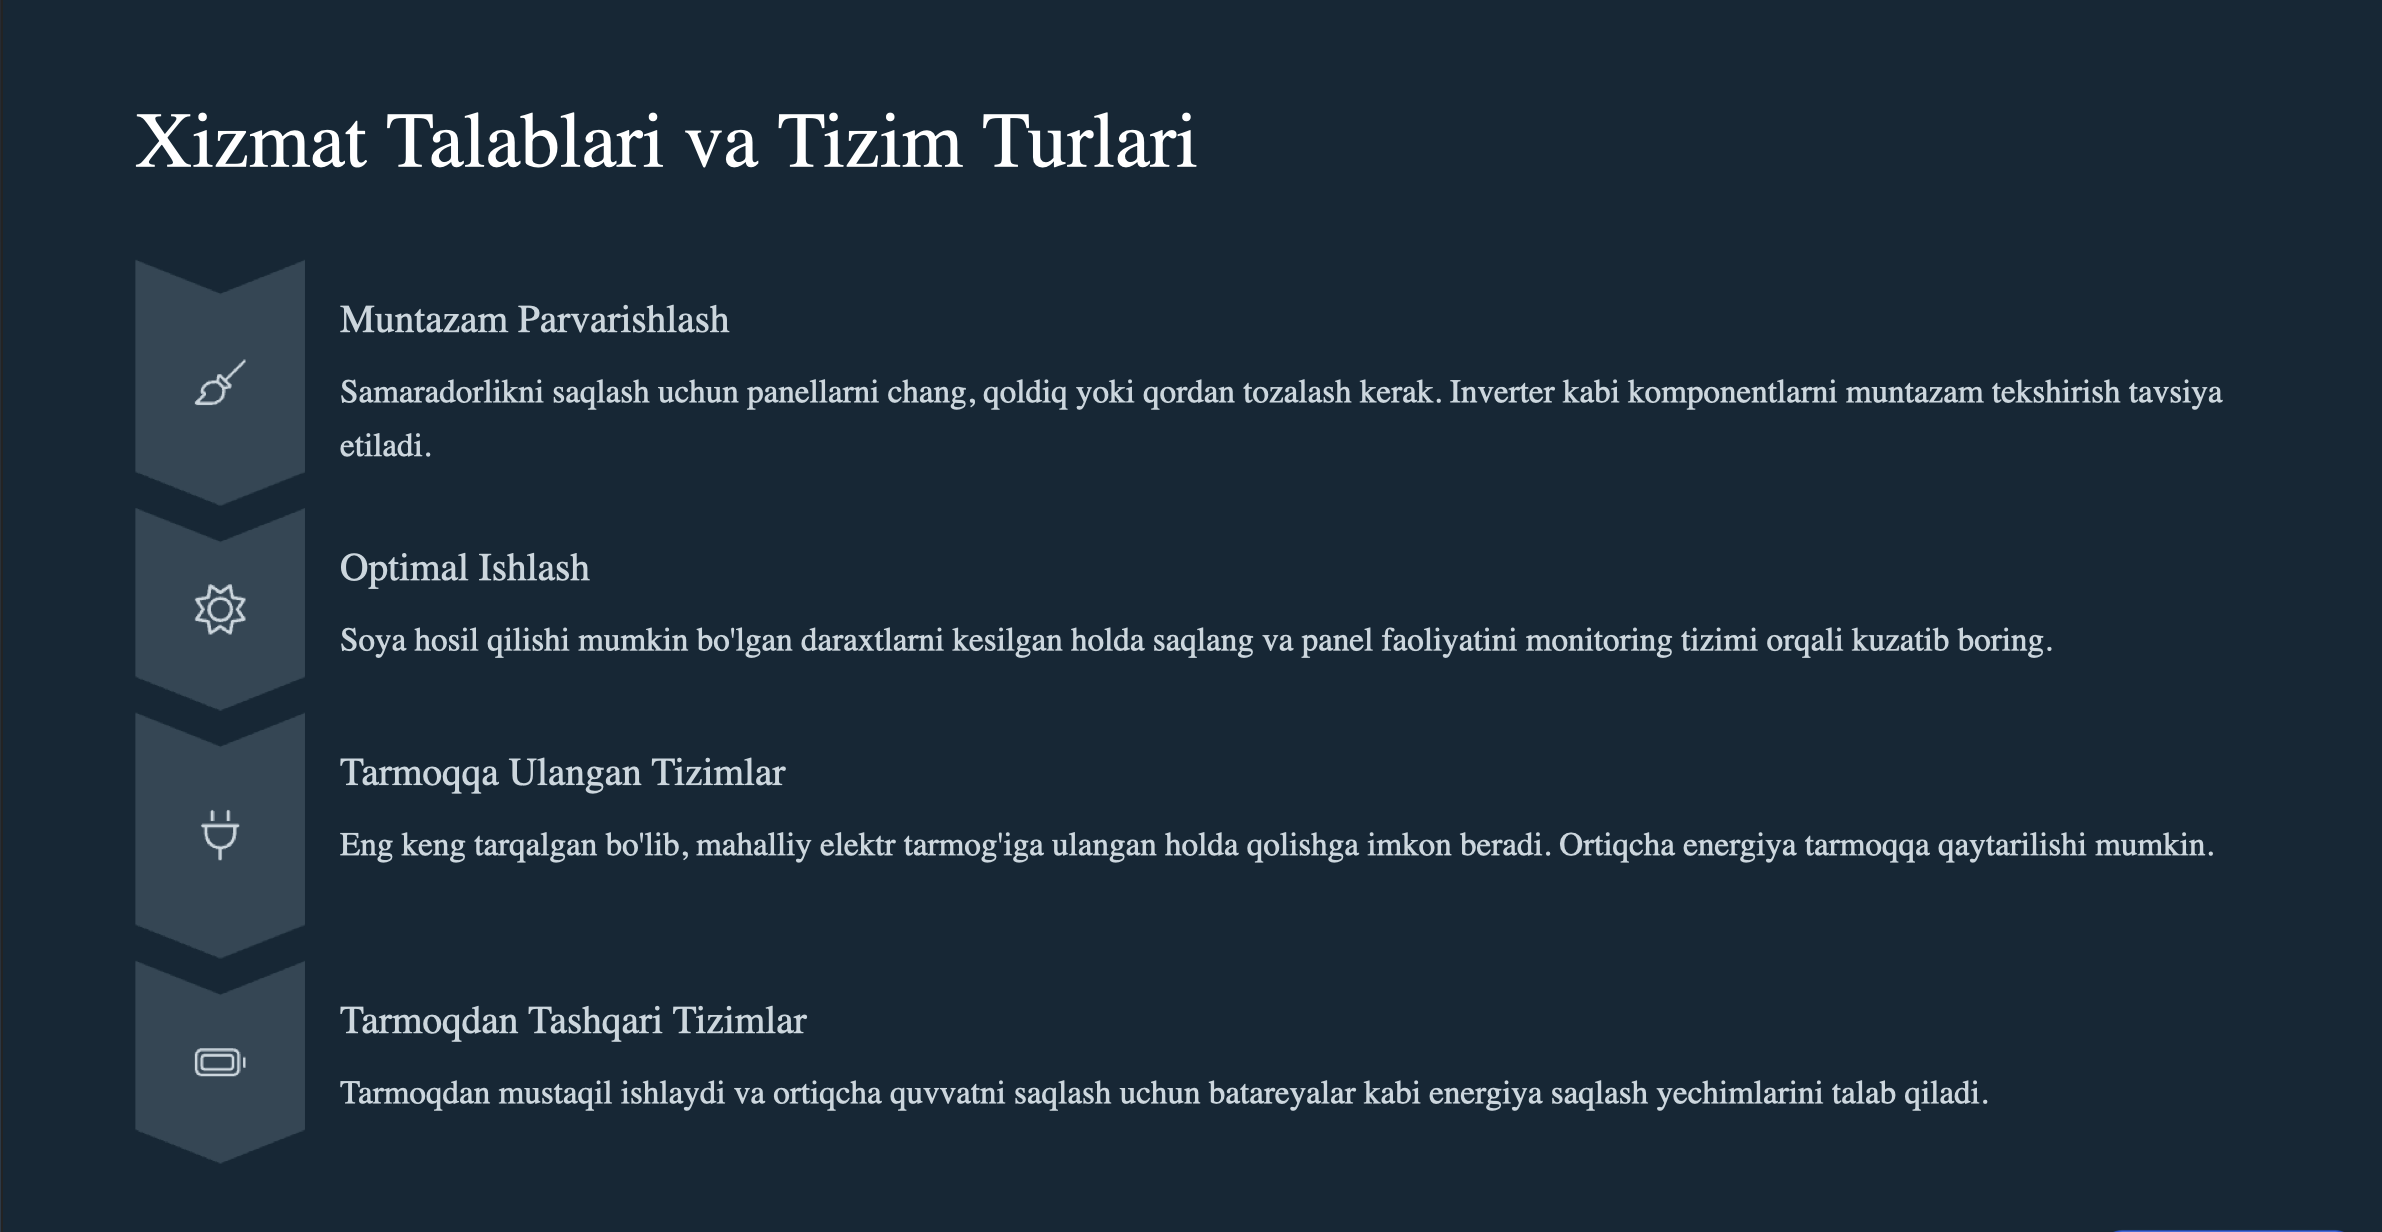 Xizmat Talablari va Tizim Turlari
Muntazam Parvarishlash
Samaradorlikni saqlash uchun panellarni chang, qoldiq yoki qordan tozalash kerak. Inverter kabi komponentlarni muntazam tekshirish tavsiya
etiladi.
Optimal Ishlash
Soya hosil qilishi mumkin bo'lgan daraxtlarni kesilgan holda saqlang va panel faoliyatini monitoring tizimi orqali kuzatib boring.
Tarmoqqa Ulangan Tizimlar
Eng keng tarqalgan bo'lib, mahalliy elektr tarmog'iga ulangan holda qolishga imkon beradi. Ortiqcha energiya tarmoqqa qaytarilishi mumkin.
Tarmoqdan Tashqari Tizimlar
Tarmoqdan mustaqil ishlaydi va ortiqcha quvvatni saqlash uchun batareyalar kabi energiya saqlash yechimlarini talab qiladi.